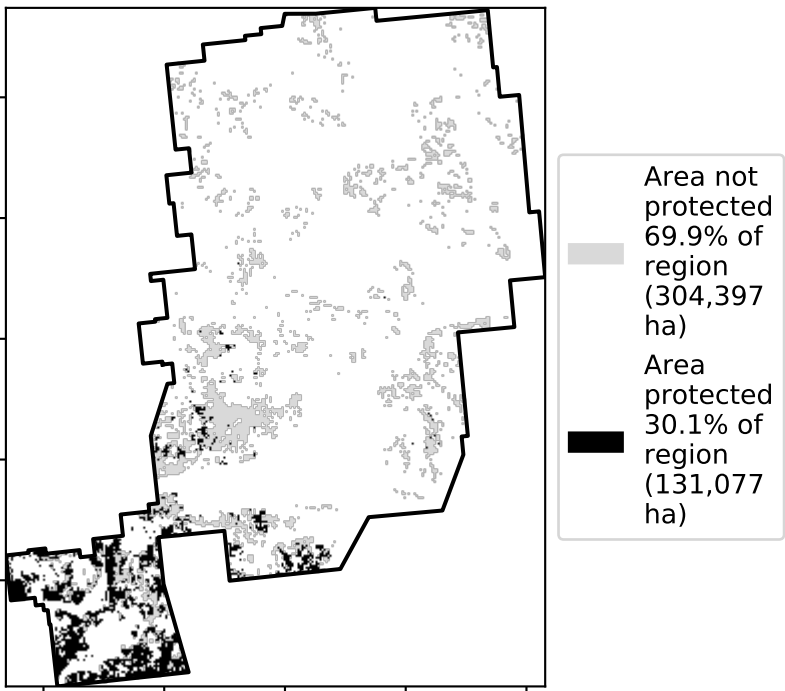 Area not
protected
69.9% of
region
(304,397
ha)
Area
protected
30.1% of
region
(131,077
ha)